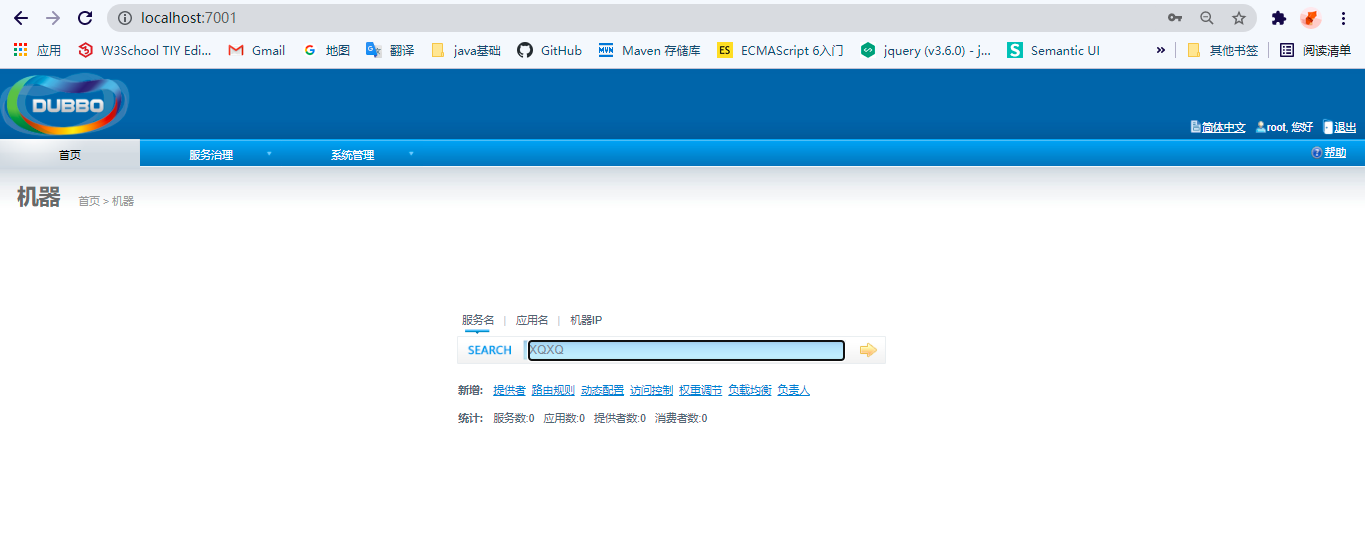 localhost:7001
应用 W3School TIY Edi... Gmail 地图 翻译 java基础 GitHub Maven 存储库 ECMAScript 6入门 jquery (v3.6.0) - j... Semantic UI » 其他书签 阅读清单
DUBBO
简体中文 root, 您好 退出
首页 服务治理 系统管理 帮助
机器 首页 > 机器
服务名 | 应用名 | 机器IP
SEARCH XQXQ
新增: 提供者 路由规则 动态配置 访问控制 权重调节 负载均衡 负责人
统计: 服务数:0 应用数:0 提供者数:0 消费者数:0